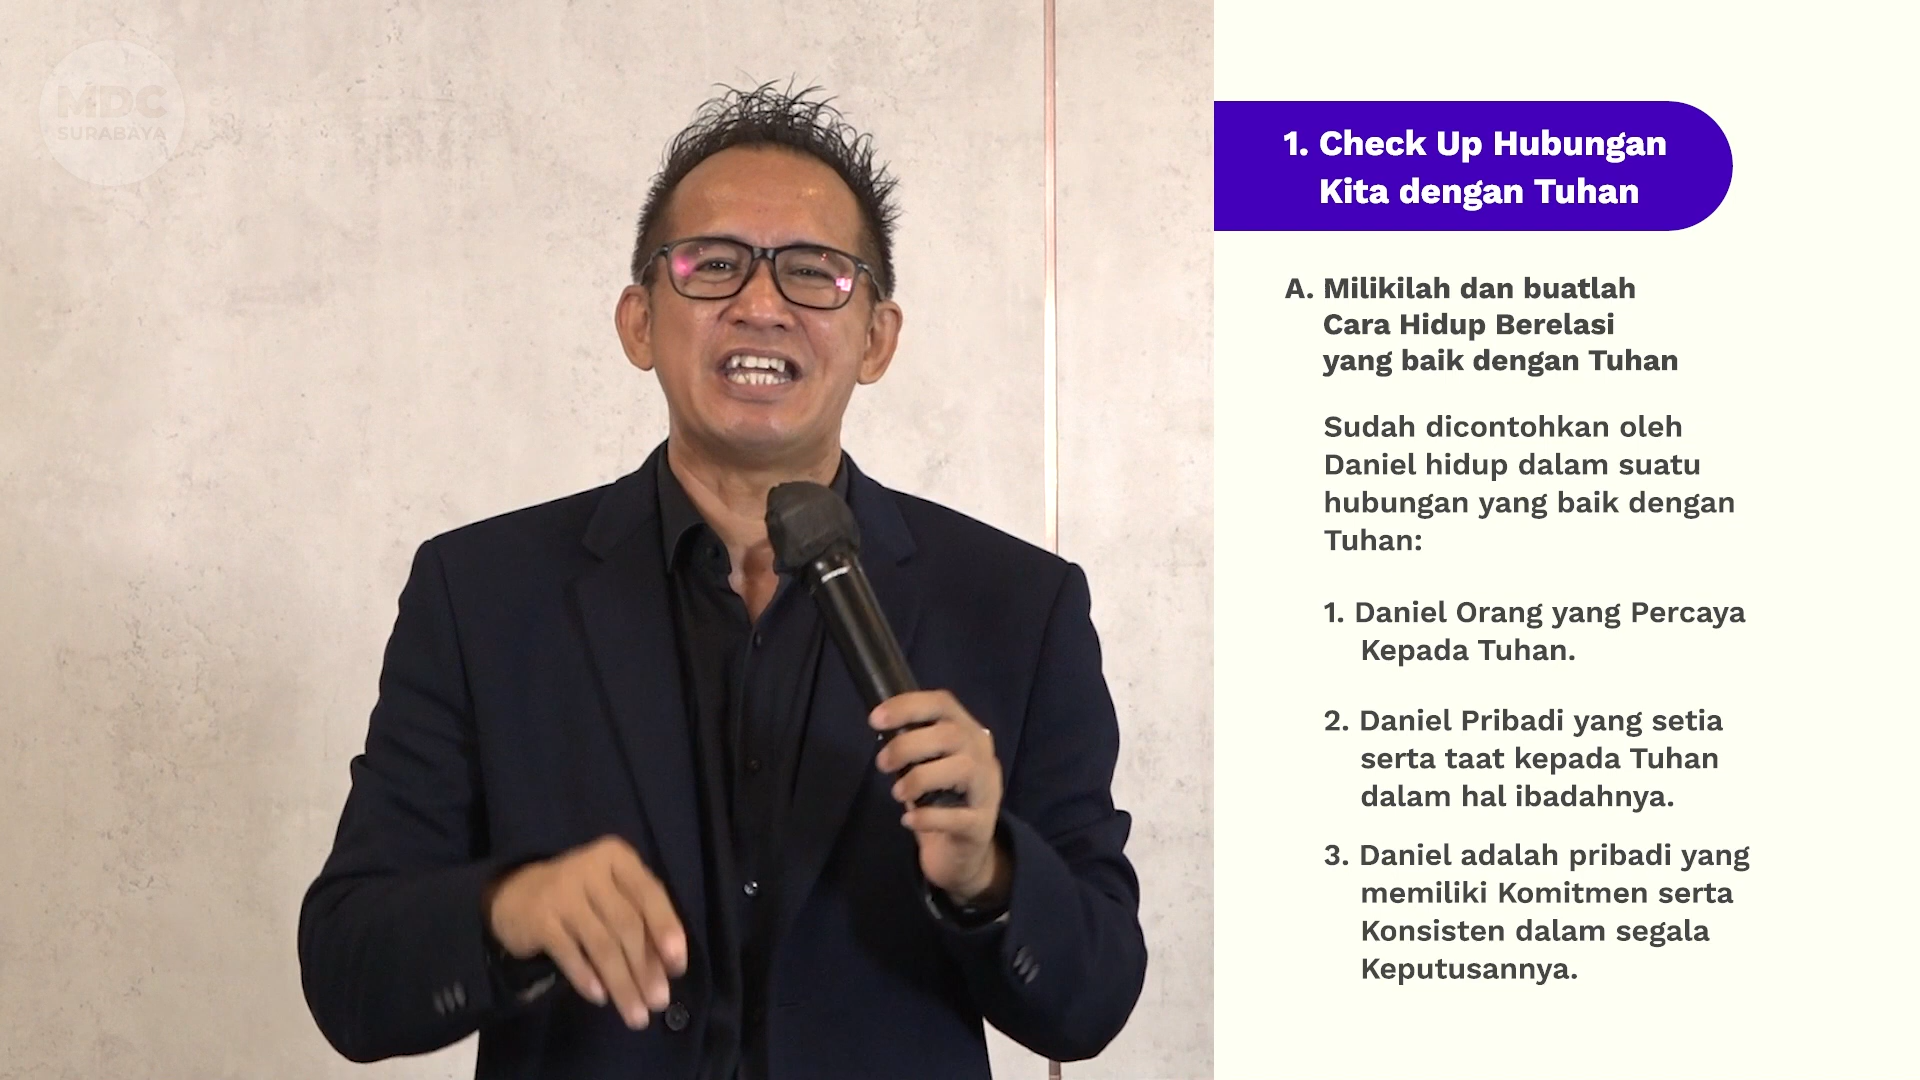 MDC
SURABAYA
1. Check Up Hubungan
Kita dengan Tuhan
A. Milikilah dan buatlah
Cara Hidup Berelasi
yang baik dengan Tuhan
Sudah dicontohkan oleh
Daniel hidup dalam suatu
hubungan yang baik dengan
Tuhan:
1. Daniel Orang yang Percaya
Kepada Tuhan.
2. Daniel Pribadi yang setia
serta taat kepada Tuhan
dalam hal ibadahnya.
3. Daniel adalah pribadi yang
memiliki Komitmen serta
Konsisten dalam segala
Keputusannya.